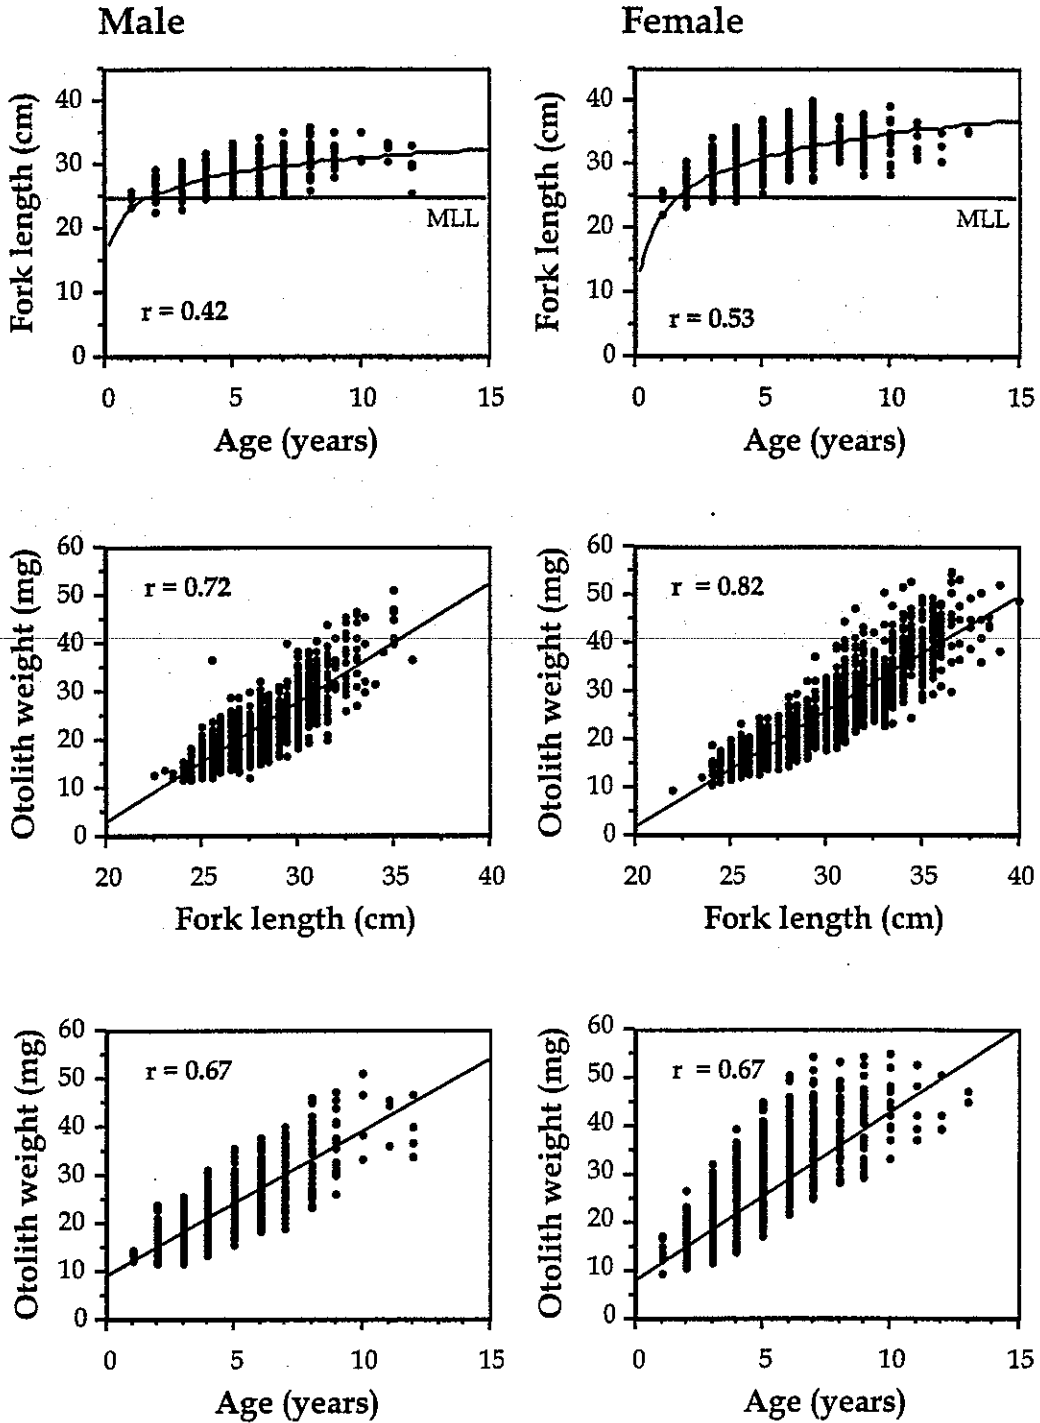 Male
Female
Fork length (cm)
40
30
20
10
0
MLL
r = 0.42
0 5 10 15
Age (years)
Fork length (cm)
40
30
20
10
0
MLL
r = 0.53
0 5 10 15
Age (years)
Otolith weight (mg)
60
50
40
30
20
10
0
r = 0.72
20 25 30 35 40
Fork length (cm)
Otolith weight (mg)
60
50
40
30
20
10
0
r = 0.82
20 25 30 35 40
Fork length (cm)
Otolith weight (mg)
60
50
40
30
20
10
0
r = 0.67
0 5 10 15
Age (years)
Otolith weight (mg)
60
50
40
30
20
10
0
r = 0.67
0 5 10 15
Age (years)